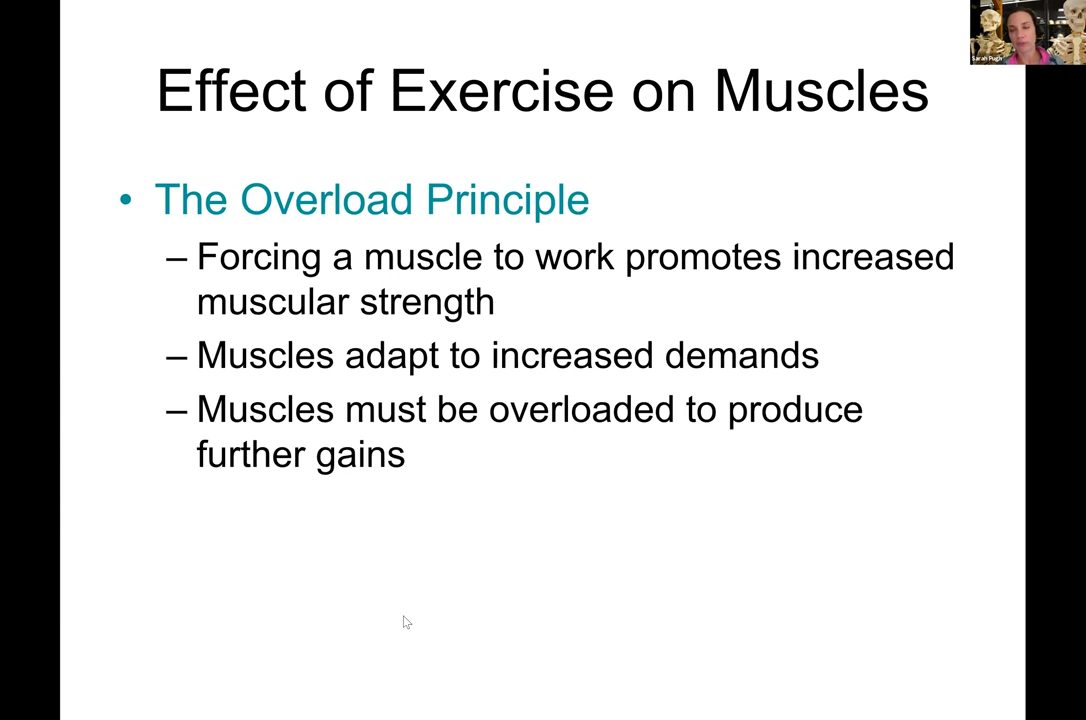 Sarah Pugh
Effect of Exercise on Muscles
• The Overload Principle
– Forcing a muscle to work promotes increased
muscular strength
– Muscles adapt to increased demands
– Muscles must be overloaded to produce
further gains